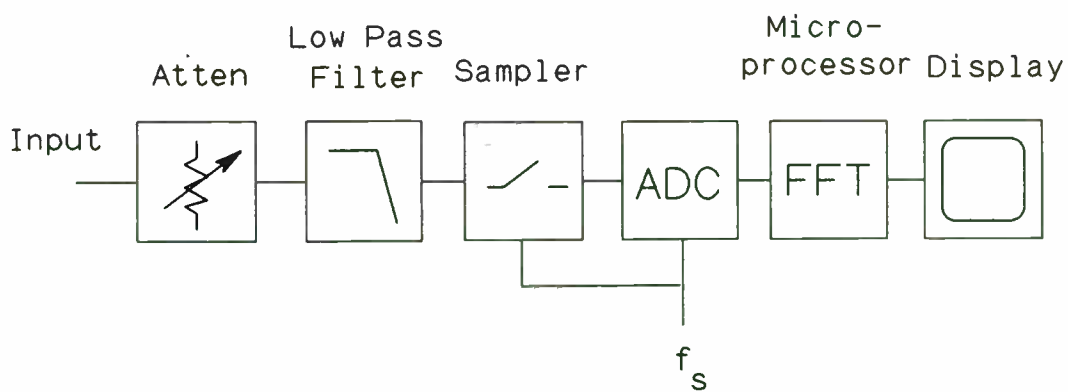 Input
Atten
Low Pass
Filter
Sampler
Micro-
processor
Display
ADC
FFT
fs